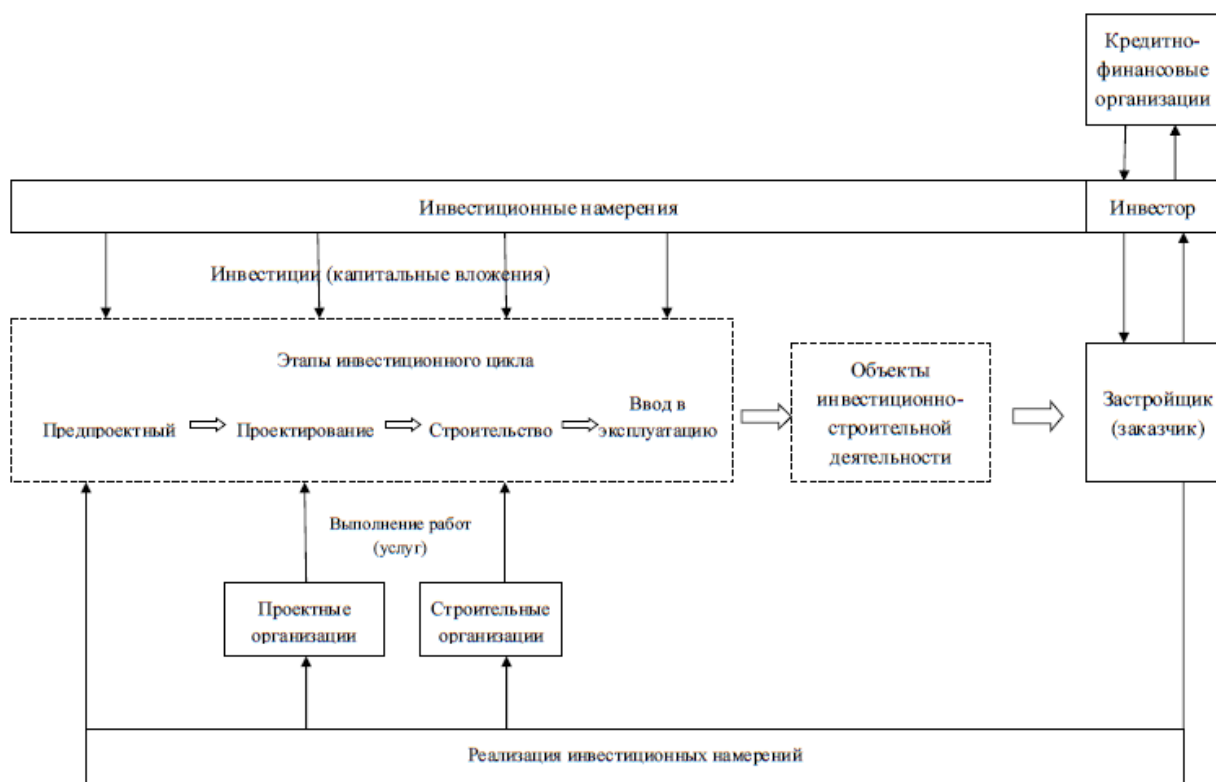 Кредитно-
финансовые
организации
Инвестиционные намерения
Инвестор
Инвестиции (капитальные вложения)
Этапы инвестиционного цикла
Предпроектный
Проектирование
Строительство
Ввод в
эксплуатацию
Объекты
инвестиционно-
строительной
деятельности
Застройщик
(заказчик)
Выполнение работ
(услуг)
Проектные
организации
Строительные
организации
Реализация инвестиционных намерений